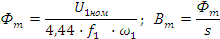 Φₘ = U₁ном / (4,44 · f₁ · ω₁); Bₘ = Φₘ / s